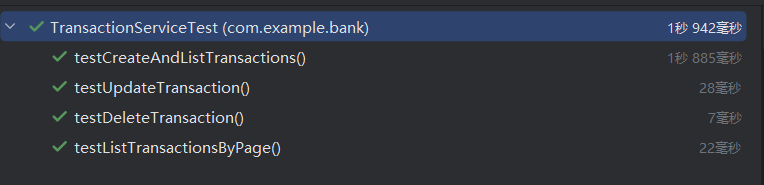 TransactionServiceTest (com.example.bank) 1秒 942毫秒
testCreateAndListTransactions() 1秒 885毫秒
testUpdateTransaction() 28毫秒
testDeleteTransaction() 7毫秒
testListTransactionsByPage() 22毫秒